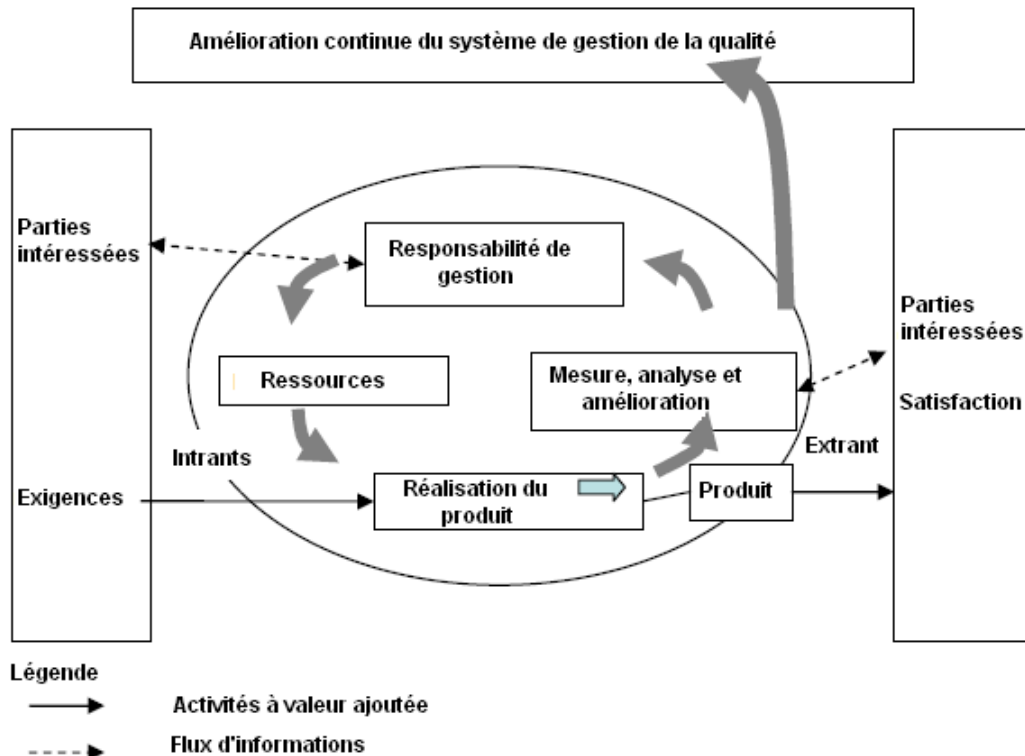 Amélioration continue du système de gestion de la qualité
Parties
intéressées
Responsabilité de
gestion
Parties
intéressées
Ressources
Mesure, analyse et
amélioration
Satisfaction
Intrants
Extrant
Exigences
Réalisation du
produit
Produit
Légende
Activités à valeur ajoutée
Flux d'informations